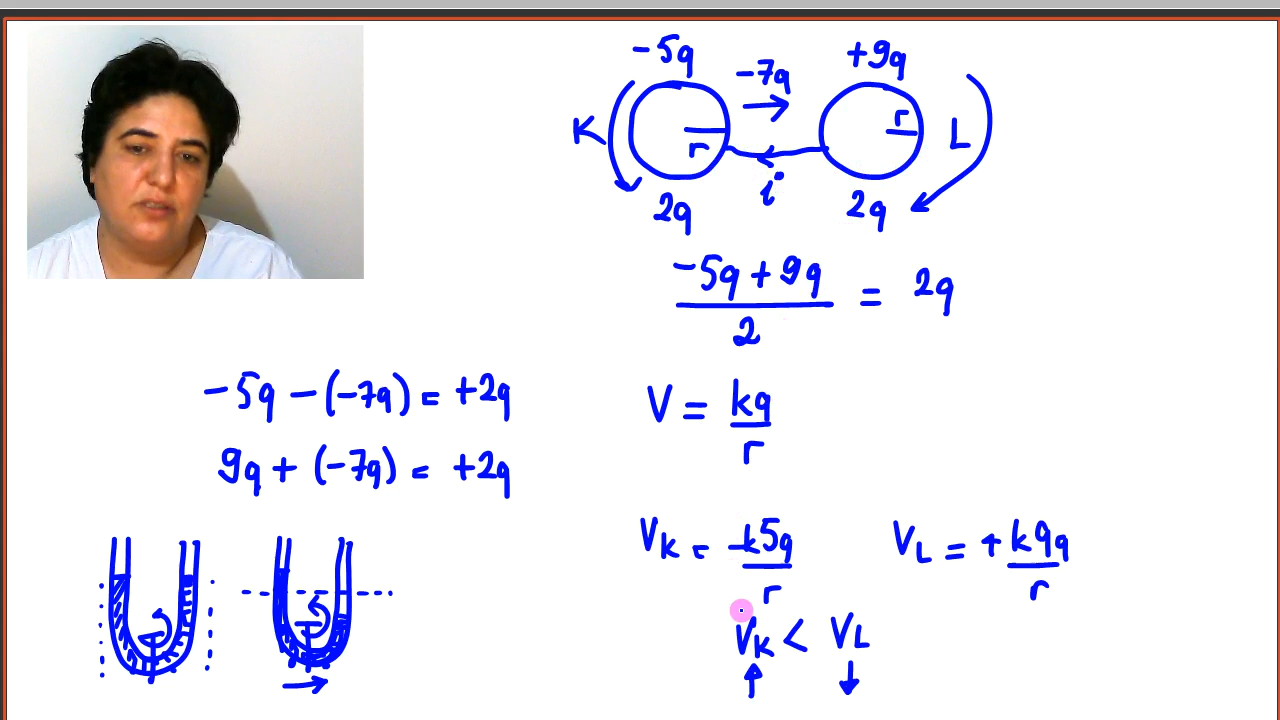 -5q +9q
-7q
K r r L
i
2q 2q
-5q + 9q
2
= 2q
-5q - (-7q) = +2q
9q + (-7q) = +2q
V = kq
r
VK = -k5q
r
VL = +k9q
r
VK < VL